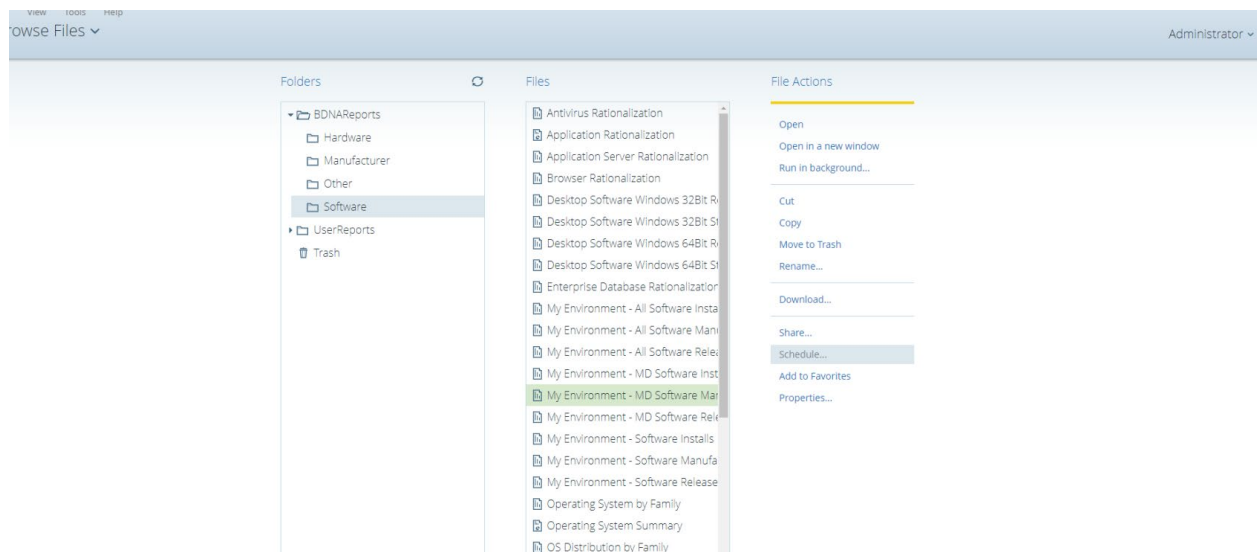 View Tools Help
owse Files
Administrator
Folders
BDNAReports
Hardware
Manufacturer
Other
Software
UserReports
Trash
Files
Antivirus Rationalization
Application Rationalization
Application Server Rationalization
Browser Rationalization
Desktop Software Windows 32Bit R
Desktop Software Windows 32Bit St
Desktop Software Windows 64Bit R
Desktop Software Windows 64Bit St
Enterprise Database Rationalization
My Environment - All Software Insta
My Environment - All Software Man
My Environment - All Software Relea
My Environment - MD Software Inst
My Environment - MD Software Mar
My Environment - MD Software Rele
My Environment - Software Installs
My Environment - Software Manufa
My Environment - Software Release
Operating System by Family
Operating System Summary
OS Distribution by Family
File Actions
Open
Open in a new window
Run in background...
Cut
Copy
Move to Trash
Rename...
Download...
Share...
Schedule...
Add to Favorites
Properties...